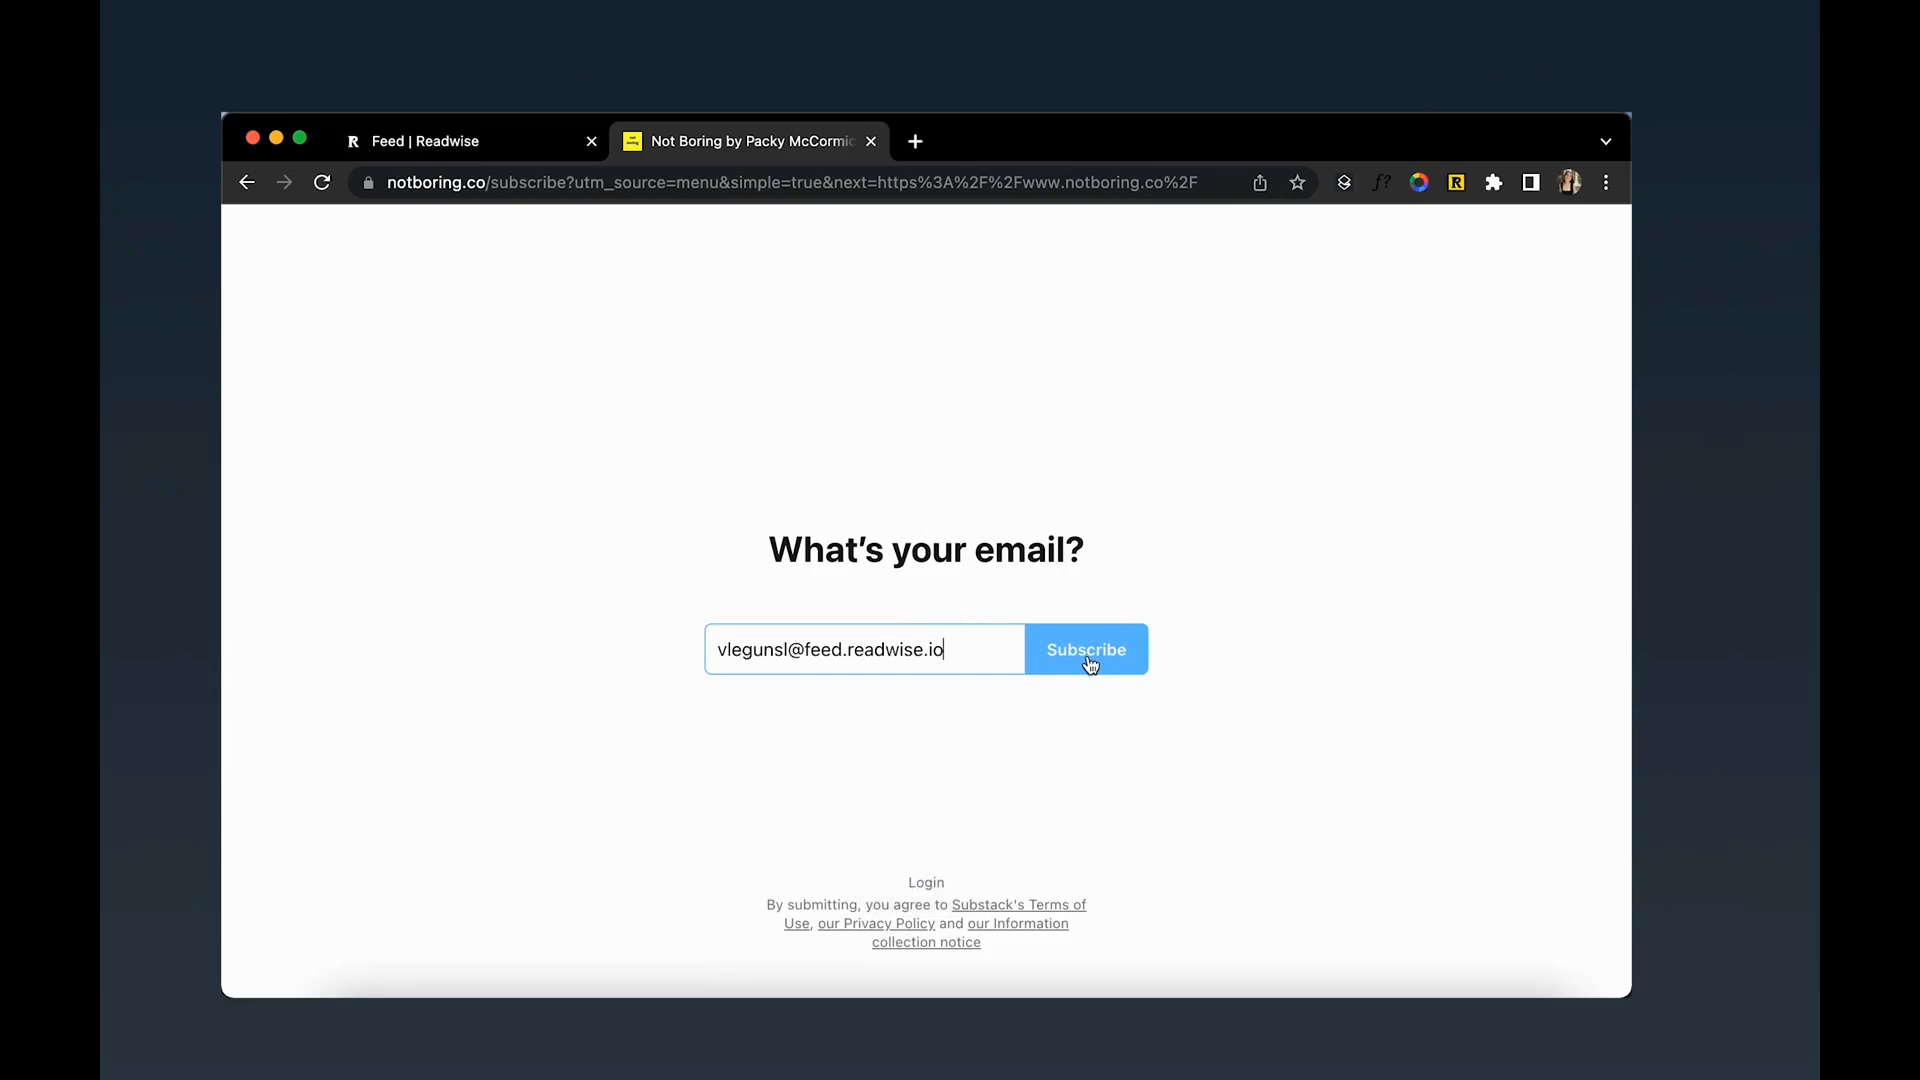 Feed | Readwise
Not Boring by Packy McCormic
notboring.co/subscribe?utm_source=menu&simple=true&next=https%3A%2F%2Fwww.notboring.co%2F
What’s your email?
vlegunsl@feed.readwise.io
Subscribe
Login
By submitting, you agree to Substack's Terms of
Use, our Privacy Policy and our Information
collection notice